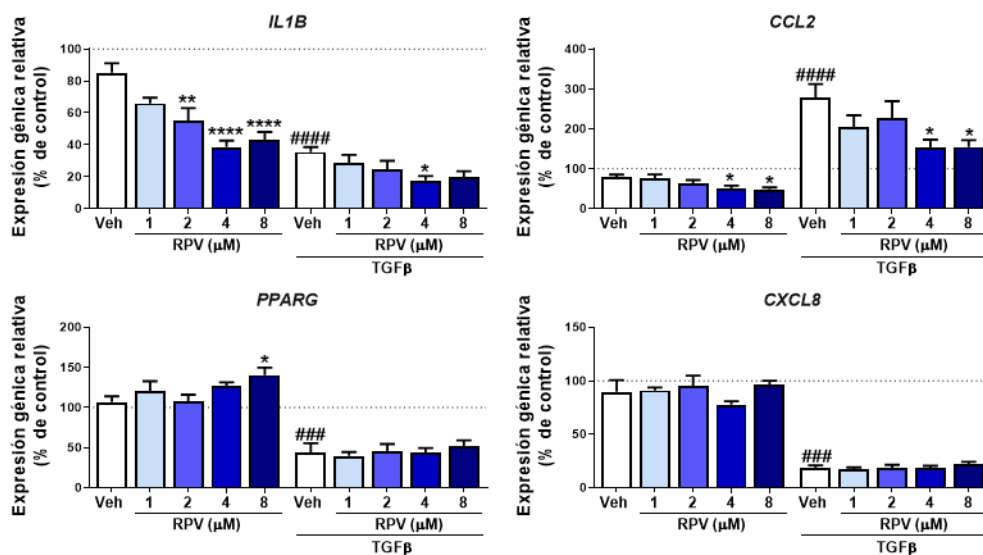 IL1B
Expresión génica relativa
(% de control)
100
80
60
40
20
0
** **** **** #### *
Veh 1 2 4 8 Veh 1 2 4 8
RPV (μM) RPV (μM)
TGFβ
CCL2
Expresión génica relativa
(% de control)
400
300
200
100
0
* * #### * *
Veh 1 2 4 8 Veh 1 2 4 8
RPV (μM) RPV (μM)
TGFβ
PPARG
Expresión génica relativa
(% de control)
200
150
100
50
0
* ###
Veh 1 2 4 8 Veh 1 2 4 8
RPV (μM) RPV (μM)
TGFβ
CXCL8
Expresión génica relativa
(% de control)
150
100
50
0
###
Veh 1 2 4 8 Veh 1 2 4 8
RPV (μM) RPV (μM)
TGFβ